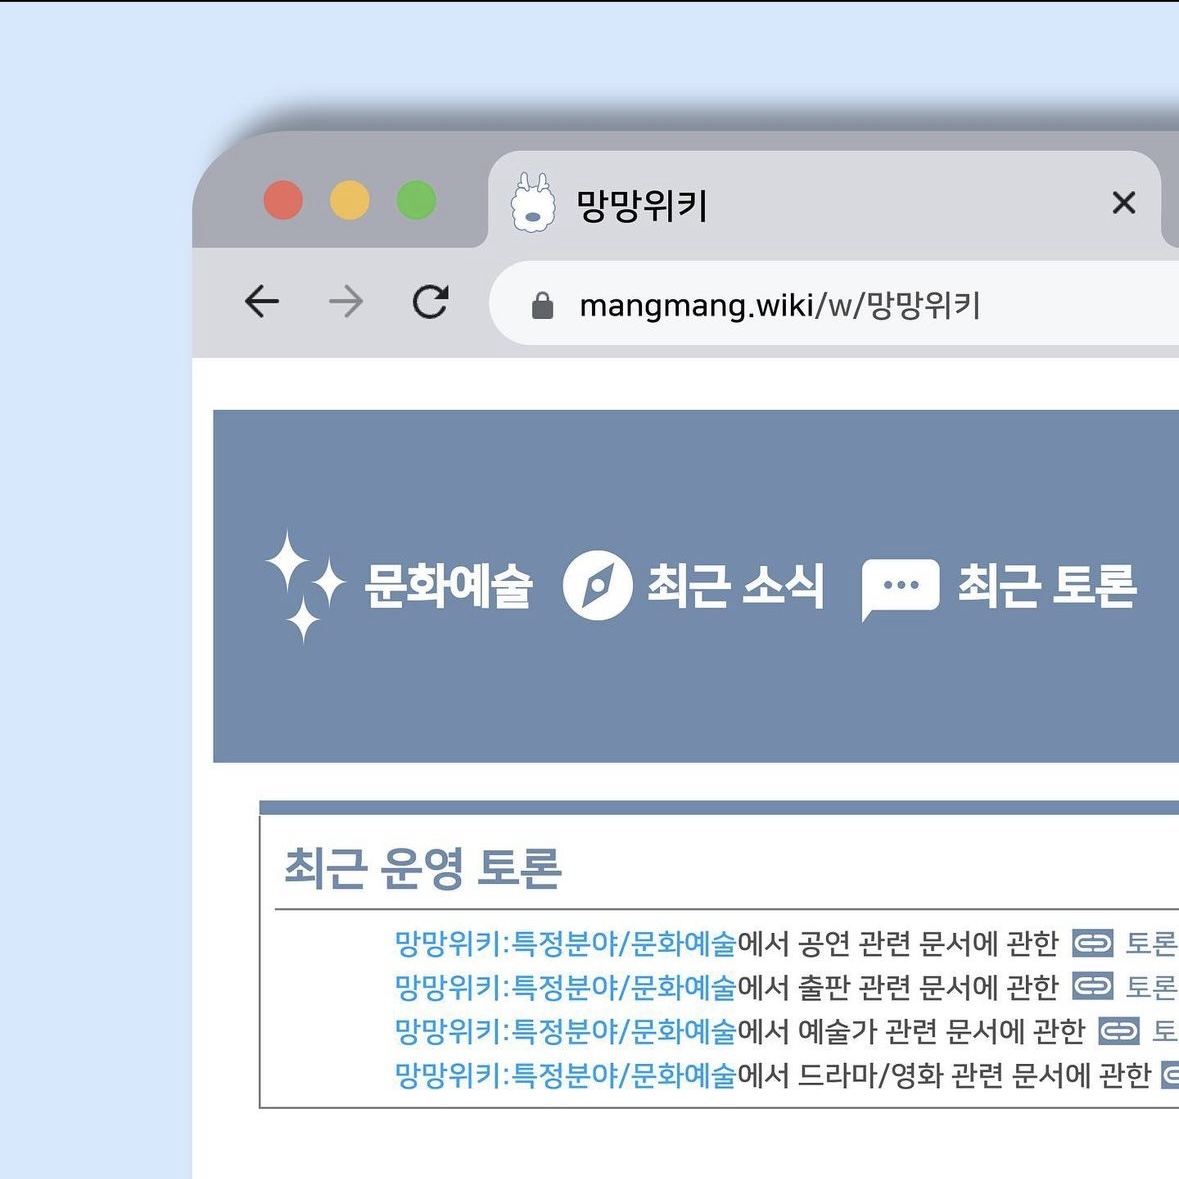 망망위키
mangmang.wiki/w/망망위키
문화예술 최근 소식 최근 토론
최근 운영 토론
망망위키:특정분야/문화예술에서 공연 관련 문서에 관한 토론
망망위키:특정분야/문화예술에서 출판 관련 문서에 관한 토론
망망위키:특정분야/문화예술에서 예술가 관련 문서에 관한 토
망망위키:특정분야/문화예술에서 드라마/영화 관련 문서에 관한